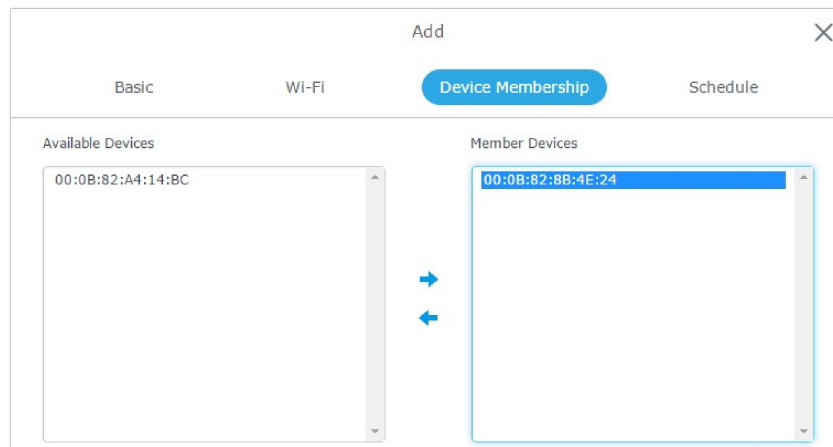 Add
Basic Wi-Fi Device Membership Schedule
Available Devices Member Devices
00:0B:82:A4:14:BC 00:0B:82:8B:4E:24